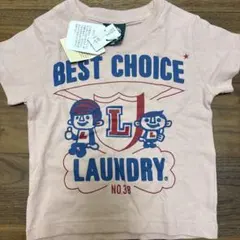 BEST CHOICE
L
LAUNDRY®
NO 38